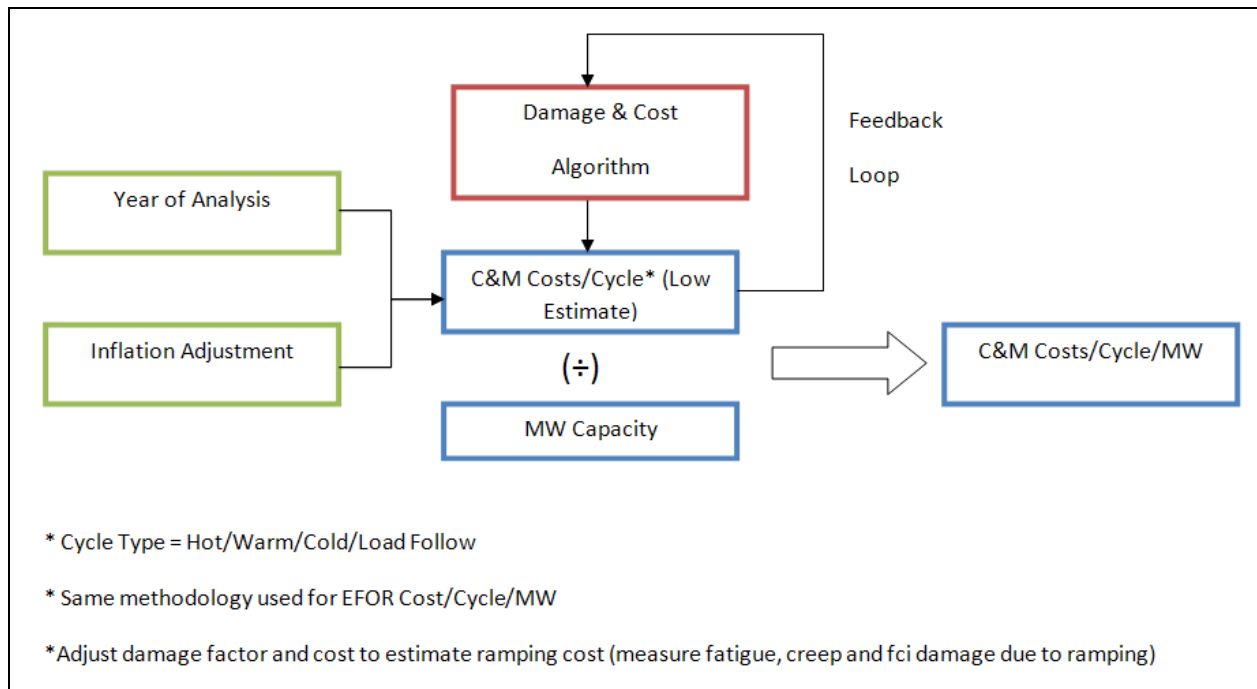 Damage & Cost
Algorithm
Feedback
Loop
Year of Analysis
C&M Costs/Cycle* (Low
Estimate)
Inflation Adjustment
(÷)
MW Capacity
C&M Costs/Cycle/MW
* Cycle Type = Hot/Warm/Cold/Load Follow
* Same methodology used for EFOR Cost/Cycle/MW
*Adjust damage factor and cost to estimate ramping cost (measure fatigue, creep and fci damage due to ramping)